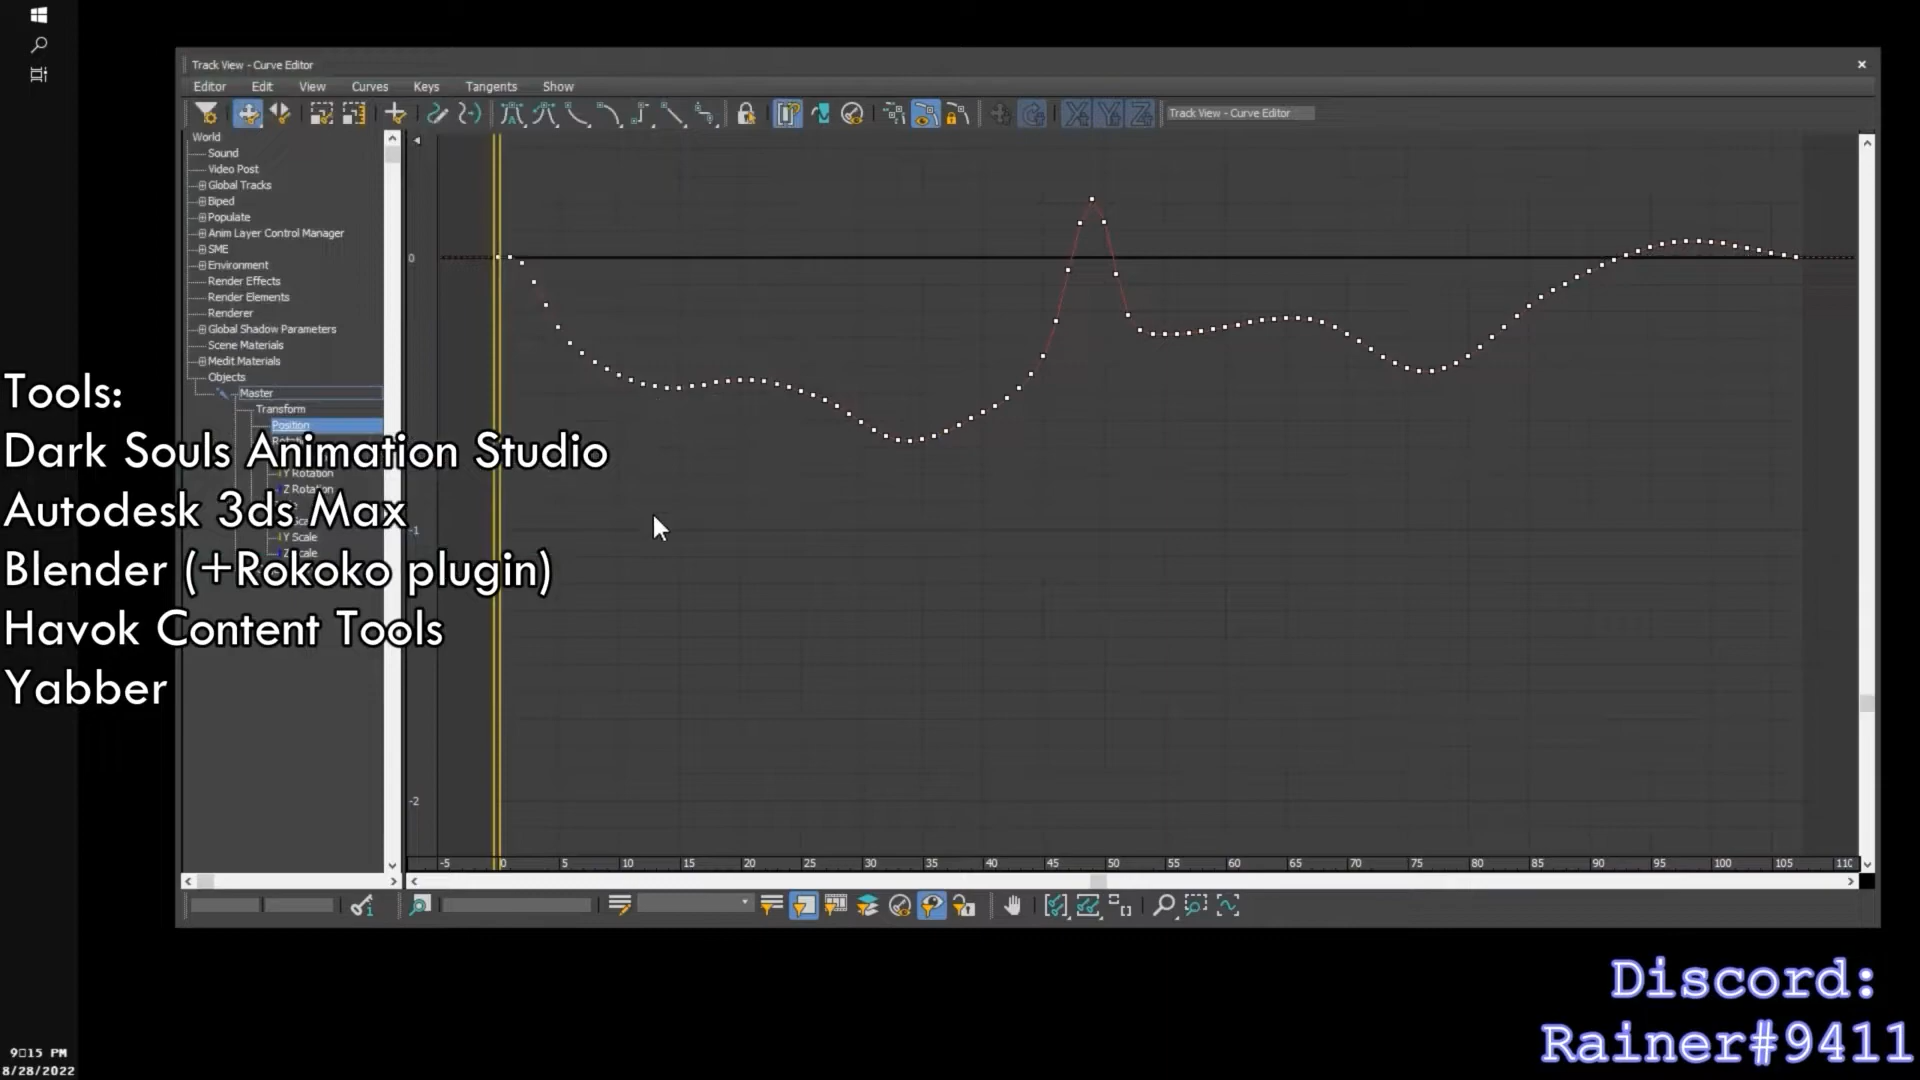 Track View - Curve Editor
Editor Edit View Curves Keys Tangents Show
Track View - Curve Editor
World
Sound
Video Post
Global Tracks
Biped
Populate
Anim Layer Control Manager
SME
Environment
Render Effects
Render Elements
Renderer
Global Shadow Parameters
Scene Materials
Medit Materials
Objects
Master
Transform
Position
Y Rotation
Z Rotation
Y Scale
0
-1
-2
-5 0 5 10 15 20 25 30 35 40 45 50 55 60 65 70 75 80 85 90 95 100 105 110
Tools:
Dark Souls Animation Studio
Autodesk 3ds Max
Blender (+Rokoko plugin)
Havok Content Tools
Yabber
Discord:
Rainer#9411
9:15 PM
8/28/2022